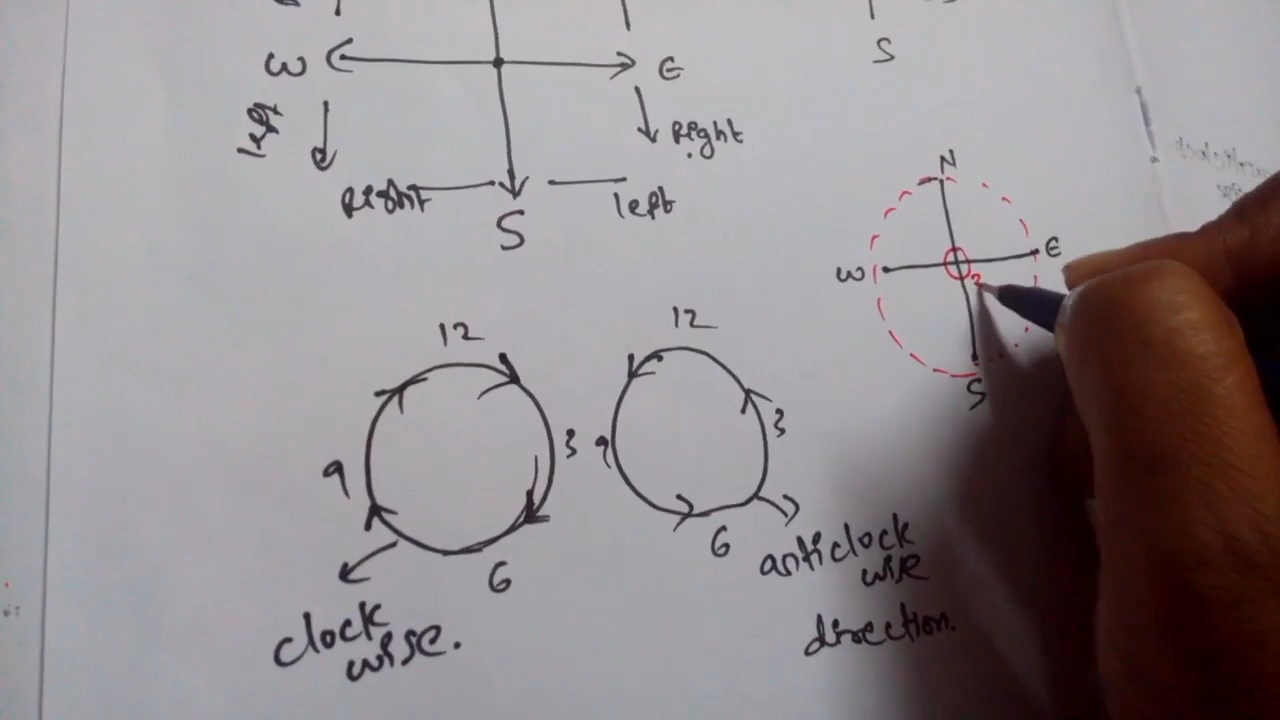 W
E
S
left
Right
Right
left
S
N
W
E
S
12
9
3
6
12
9
3
6
clock
wise.
anticlock
wise
direction.